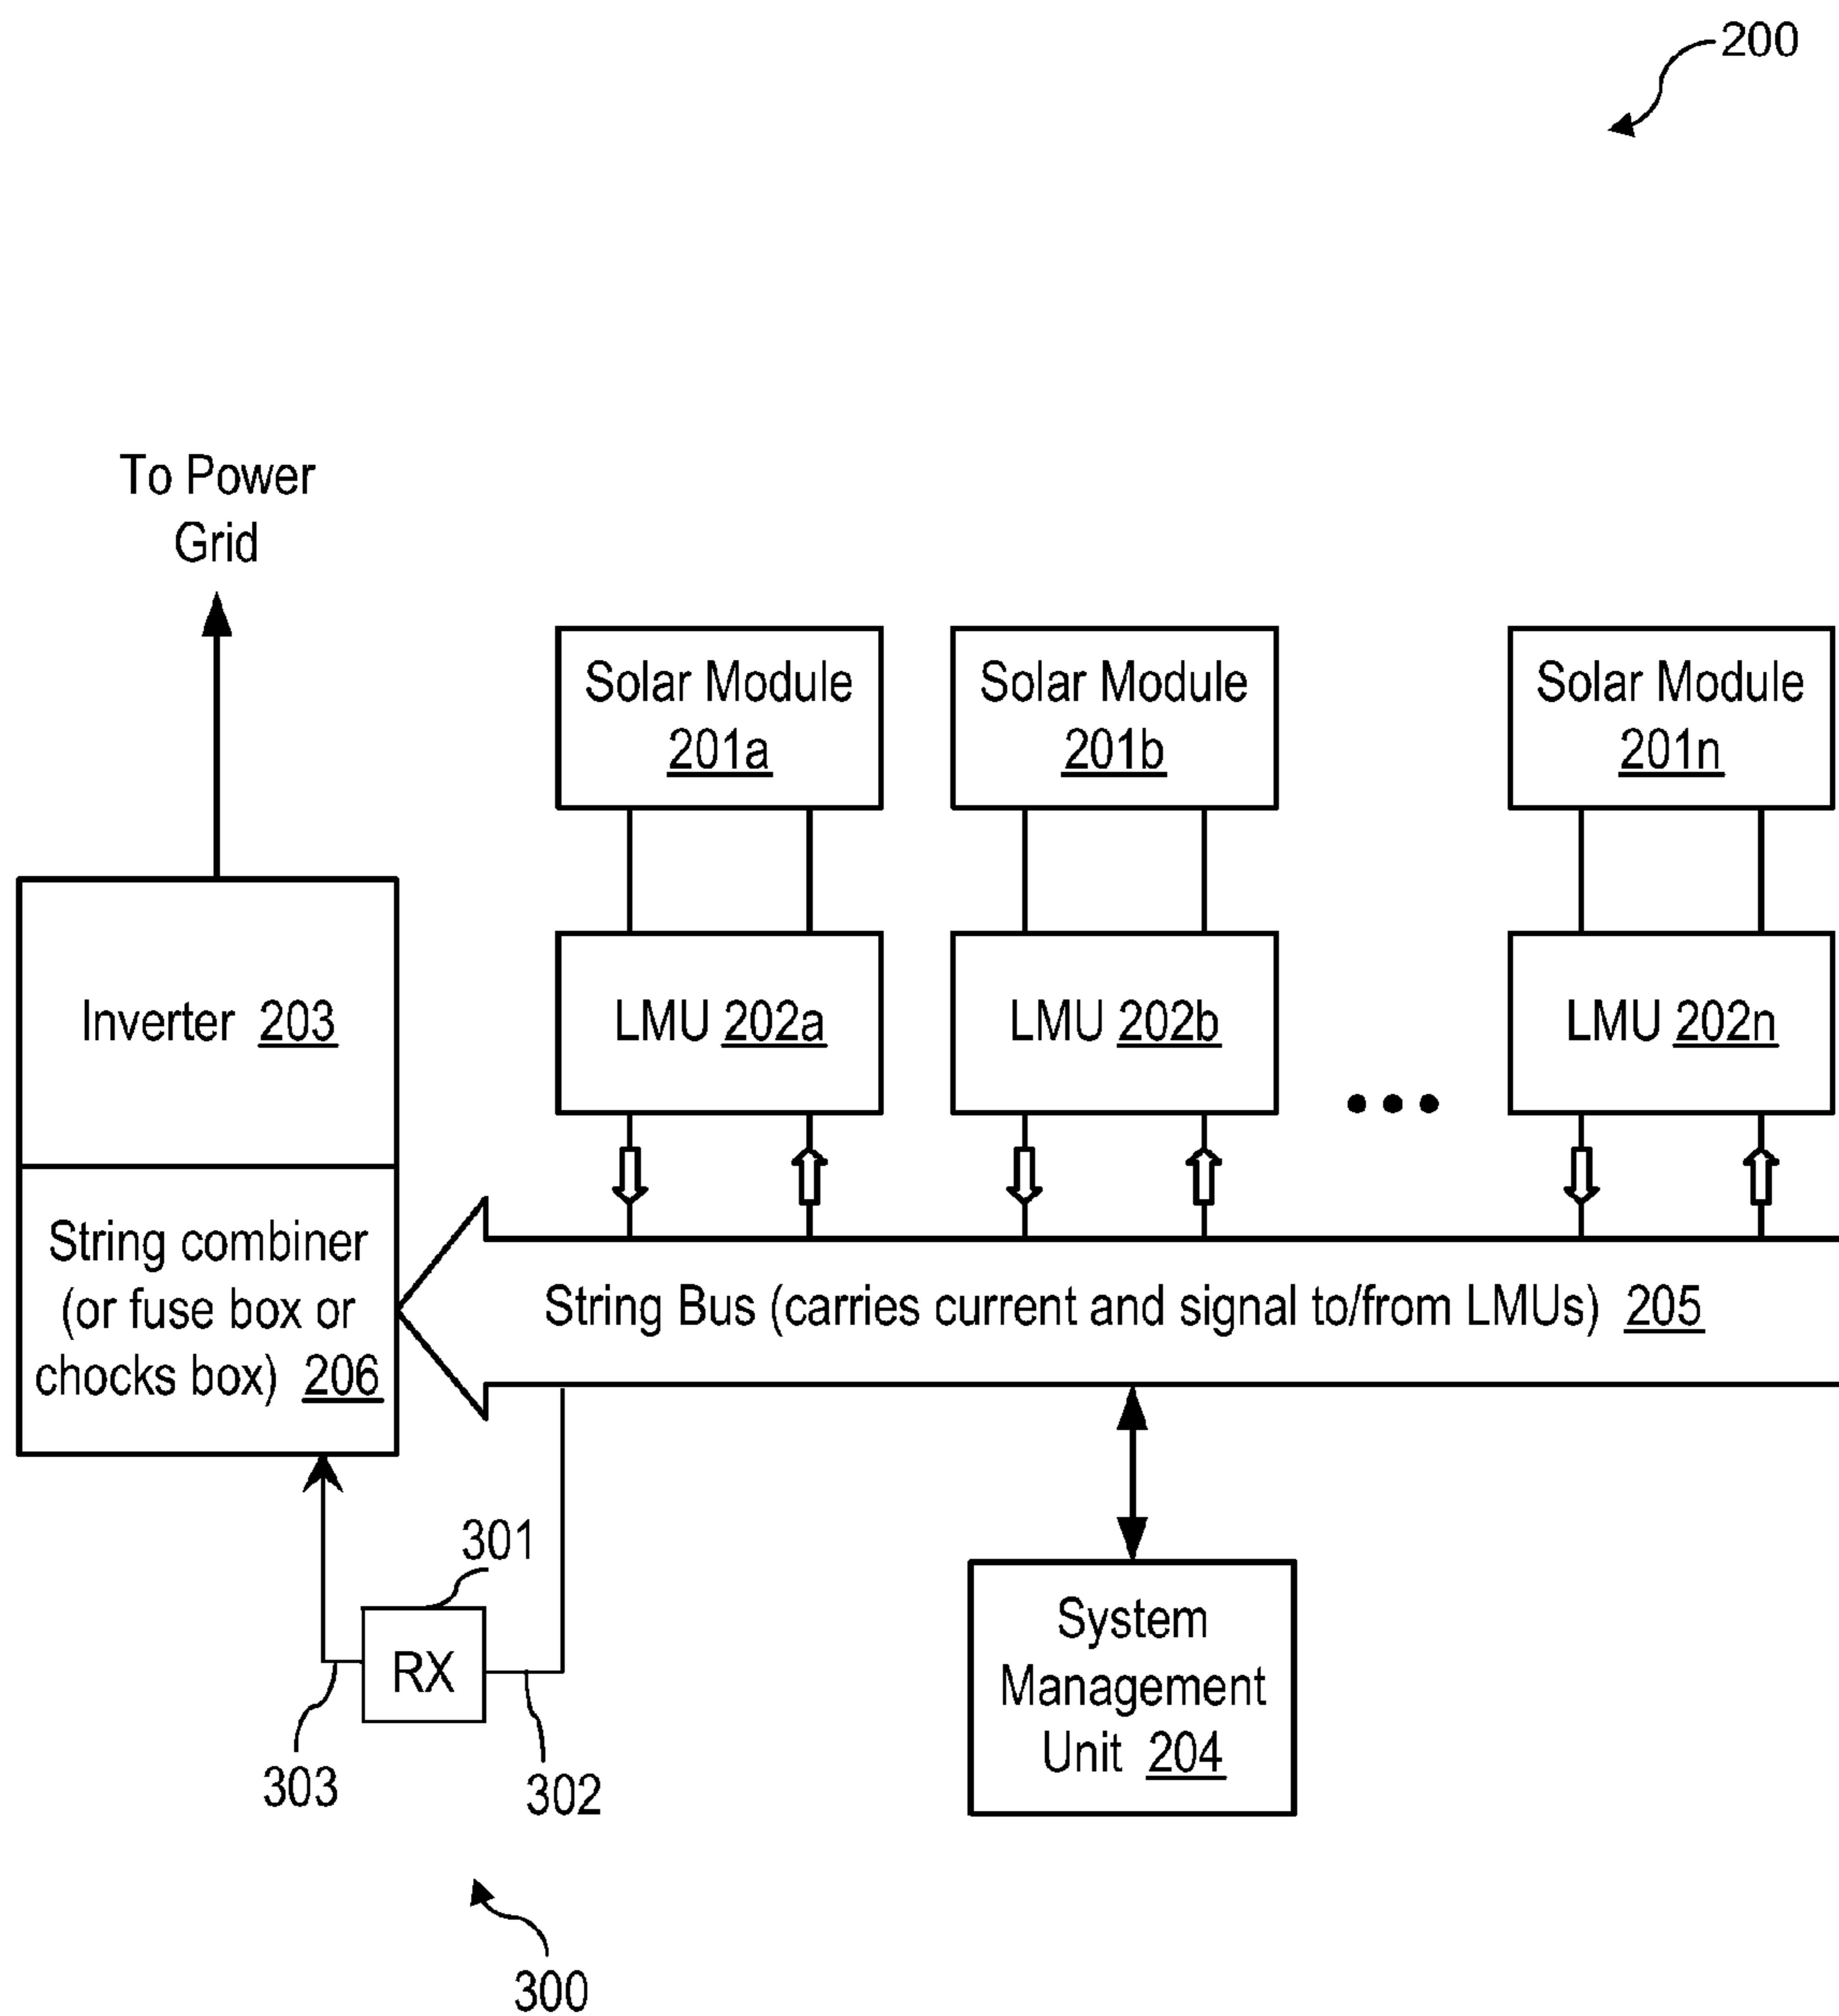 200
To Power
Grid
Solar Module
201a
Solar Module
201b
Solar Module
201n
Inverter 203
LMU 202a
LMU 202b
LMU 202n
String combiner
(or fuse box or
chocks box) 206
String Bus (carries current and signal to/from LMUs) 205
301
RX
303
302
System
Management
Unit 204
300